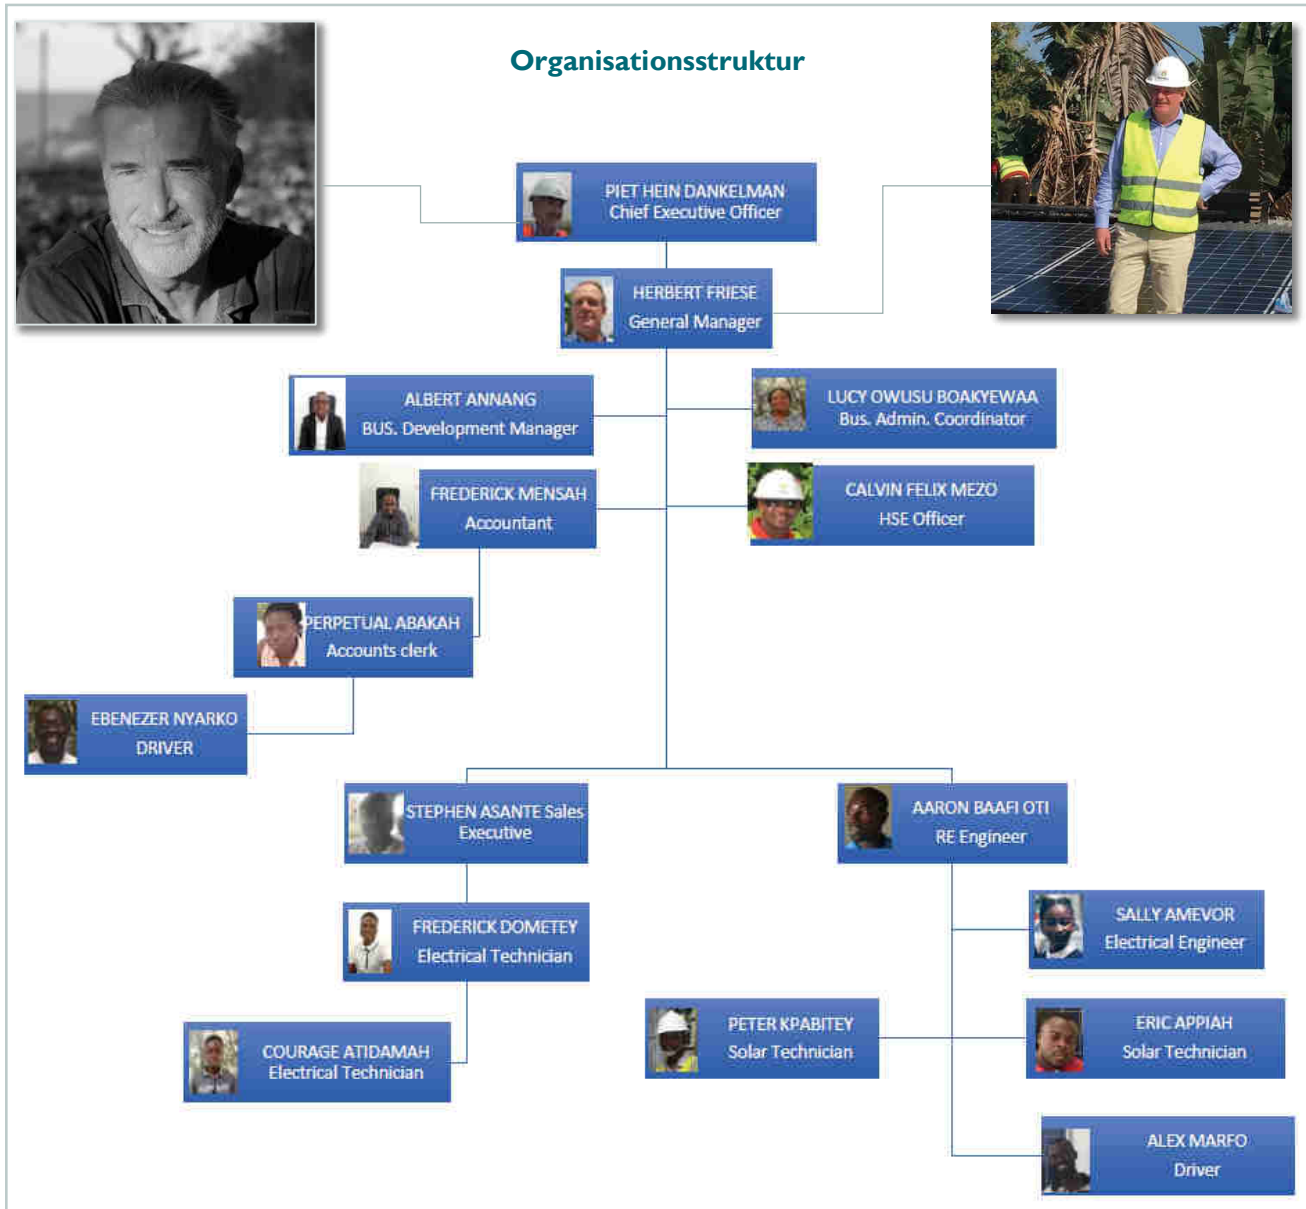 Organisationsstruktur
PIET HEIN DANKELMAN
Chief Executive Officer
HERBERT FRIESE
General Manager
ALBERT ANNANG
BUS. Development Manager
LUCY OWUSU BOAKYEWAA
Bus. Admin. Coordinator
FREDERICK MENSAH
Accountant
CALVIN FELIX MEZO
HSE Officer
PERPETUAL ABAKAH
Accounts clerk
EBENEZER NYARKO
DRIVER
STEPHEN ASANTE Sales
Executive
AARON BAAFI OTI
RE Engineer
FREDERICK DOMETEY
Electrical Technician
SALLY AMEVOR
Electrical Engineer
COURAGE ATIDAMAH
Electrical Technician
PETER KPABITEY
Solar Technician
ERIC APPIAH
Solar Technician
ALEX MARFO
Driver